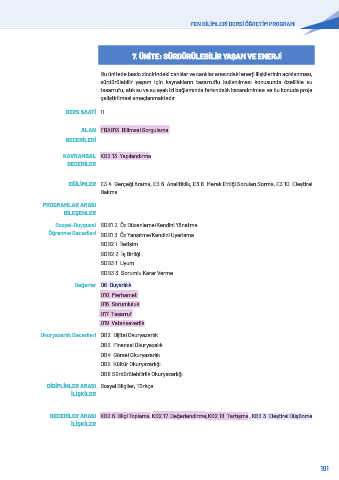 FEN BİLİMLERİ DERSİ ÖĞRETİM PROGRAMI
7. ÜNİTE: SÜRDÜRÜLEBİLİR YAŞAM VE ENERJİ
Bu ünitede besin zincirindeki canlılar ve canlılar arasındaki enerji ilişkilerinin açıklanması,
sürdürülebilir yaşam için kaynakların tasarruflu kullanılması konusunda özellikle su
tasarrufu, atık su ve su ayak izi bağlamında farkındalık kazandırılması ve bu konuda proje
geliştirilmesi amaçlanmaktadır.
DERS SAATİ 11
ALAN FBAB13. Bilimsel Sorgulama
BECERİLERİ
KAVRAMSAL KB2.13. Yapılandırma
BECERİLER
EĞİLİMLER E3.4. Gerçeği Arama, E3.6. Analitiklik, E3.8. Merak Ettiği Soruları Sorma, E3.10. Eleştirel
Bakma
PROGRAMLAR ARASI
BİLEŞENLER
Sosyal-Duygusal SDB1.2. Öz Düzenleme/Kendini Yönetme
Öğrenme Becerileri SDB1.3. Öz Yansıtma/Kendini Uyarlama
SDB2.1. İletişim
SDB2.2. İş Birliği
SDB3.1. Uyum
SDB3.3. Sorumlu Karar Verme
Değerler D5. Duyarlılık
D10. Merhamet
D16. Sorumluluk
D17. Tasarruf
D19. Vatanseverlik
Okuryazarlık Becerileri OB2. Dijital Okuryazarlık
OB3. Finansal Okuryazarlık
OB4. Görsel Okuryazarlık
OB5. Kültür Okuryazarlığı
OB8. Sürdürülebilirlik Okuryazarlığı
DİSİPLİNLER ARASI Sosyal Bilgiler, Türkçe
İLİŞKİLER
BECERİLER ARASI KB2.6. Bilgi Toplama, KB2.17. Değerlendirme, KB2.18. Tartışma, KB3.3. Eleştirel Düşünme
İLİŞKİLER
191